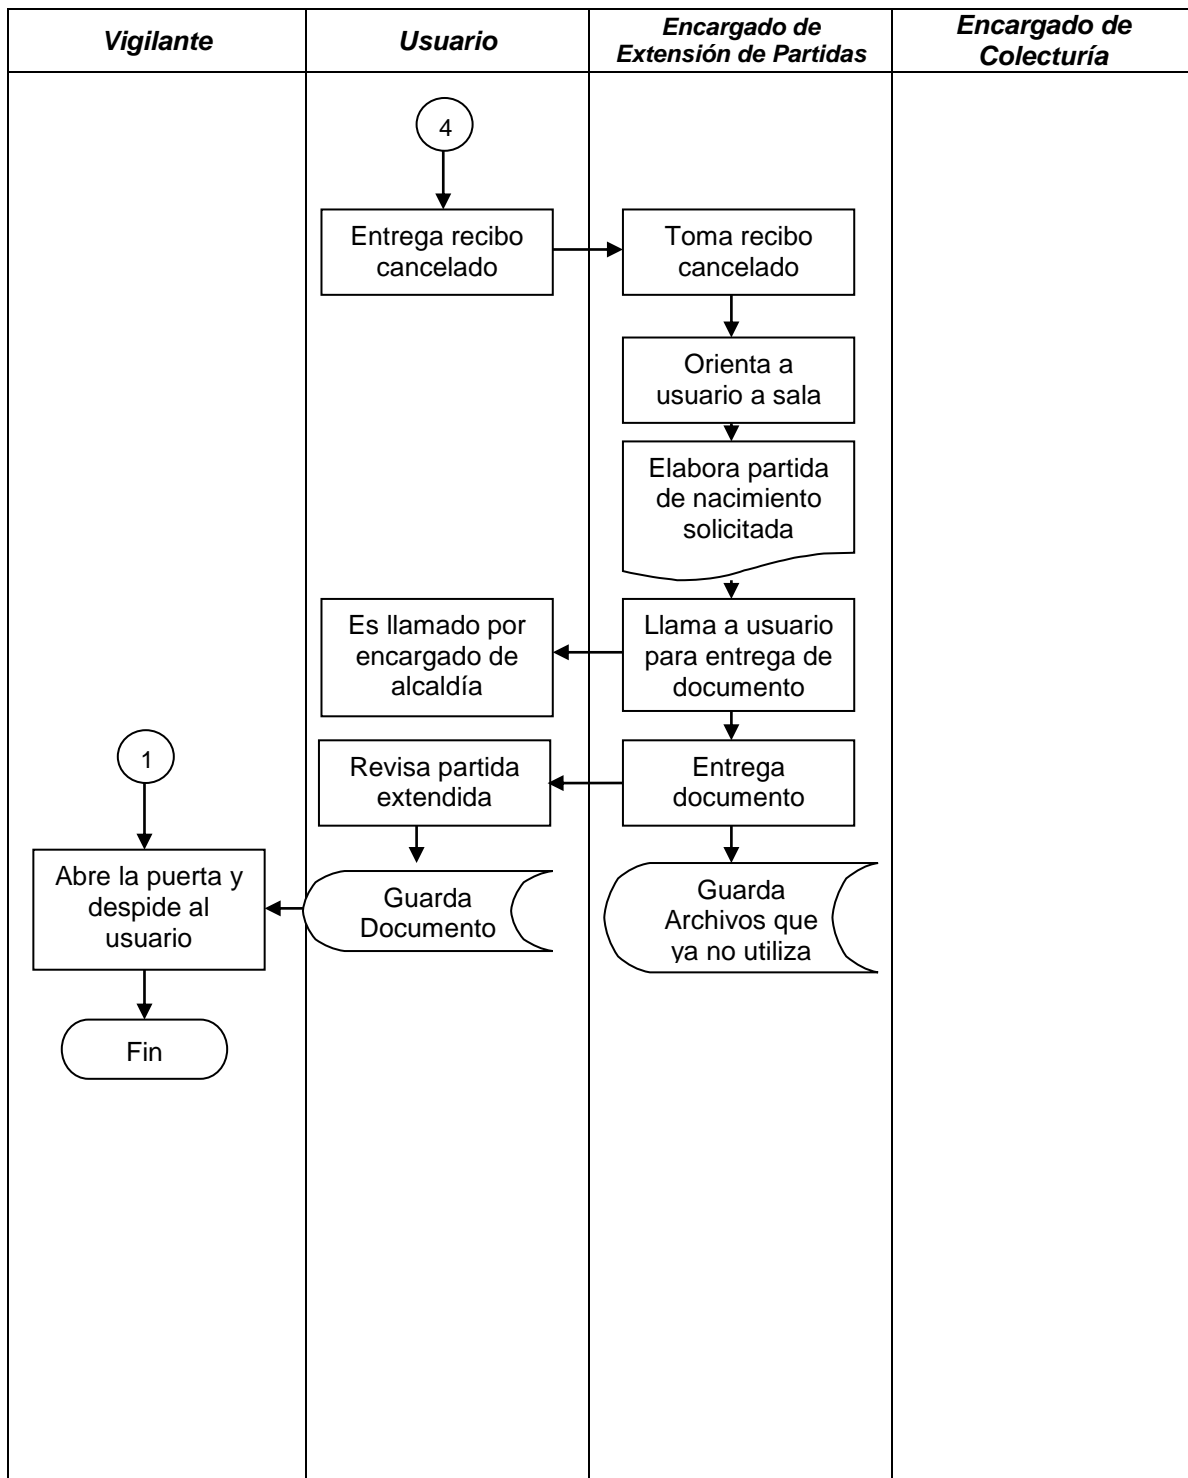 Vigilante
Usuario
Encargado de
Extensión de Partidas
Encargado de
Colecturía
4
Entrega recibo
cancelado
Toma recibo
cancelado
Orienta a
usuario a sala
Elabora partida
de nacimiento
solicitada
Es llamado por
encargado de
alcaldía
Llama a usuario
para entrega de
documento
1
Revisa partida
extendida
Entrega
documento
Abre la puerta y
despide al
usuario
Guarda
Documento
Guarda
Archivos que
ya no utiliza
Fin